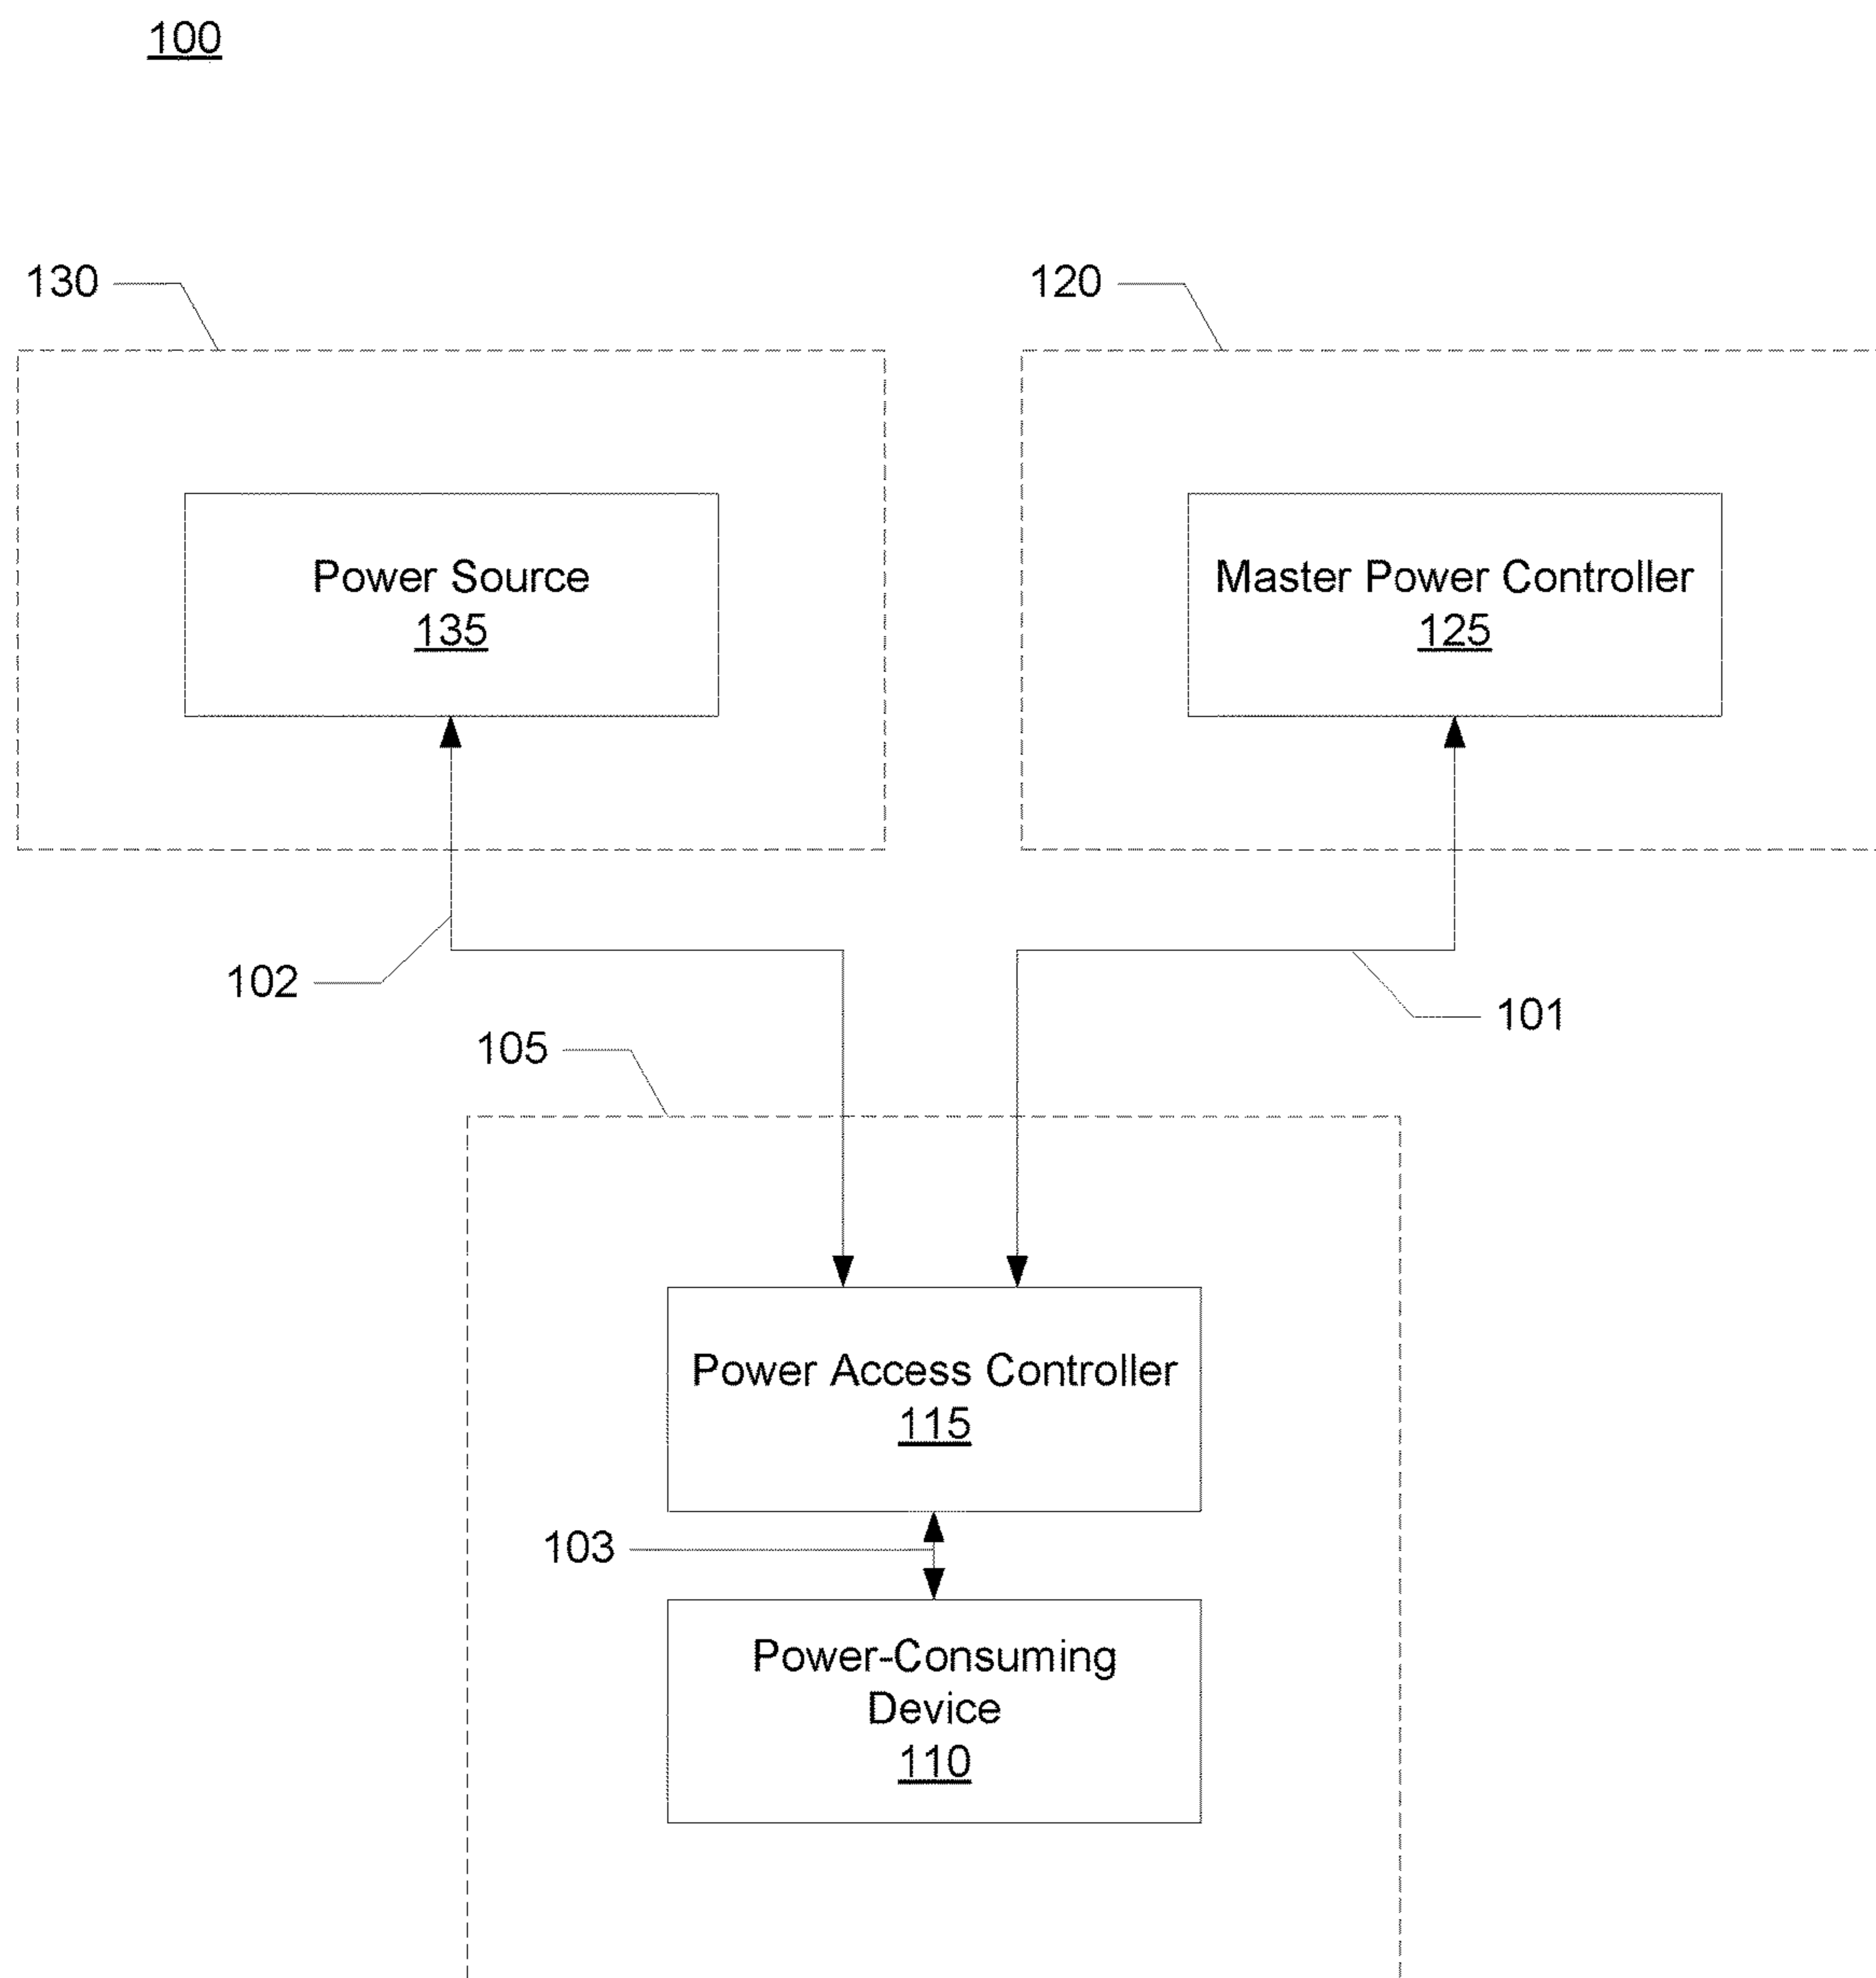 100
130
120
Power Source
135
Master Power Controller
125
102
101
105
Power Access Controller
115
103
Power-Consuming
Device
110